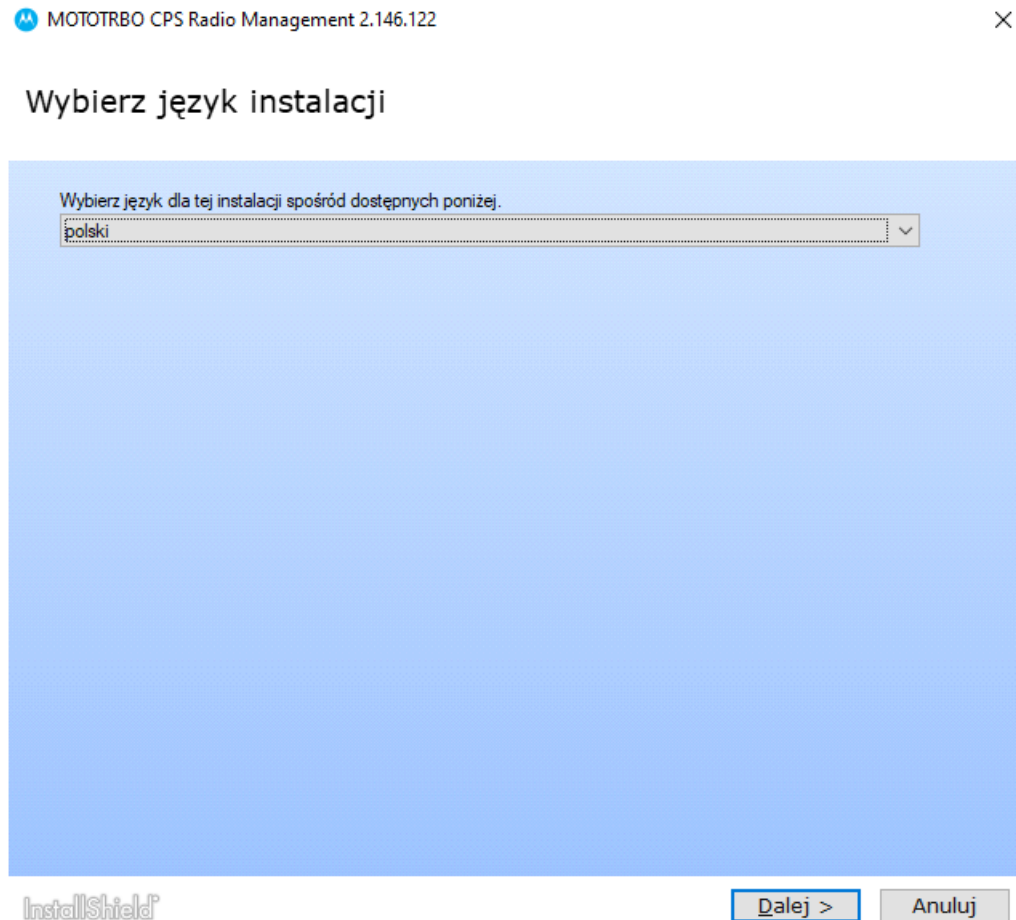 MOTOTRBO CPS Radio Management 2.146.122
Wybierz język instalacji
Wybierz język dla tej instalacji spośród dostępnych poniżej.
polski
InstallShield
Dalej >
Anuluj